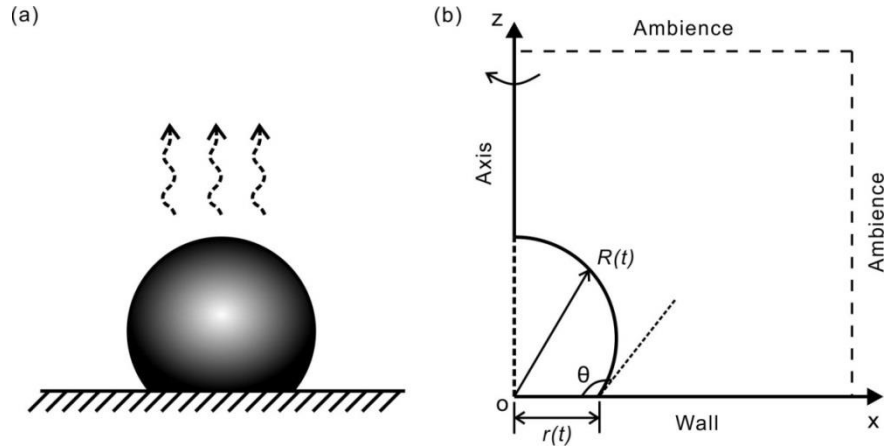 (a)
(b)
z
Ambience
Axis
R(t)
Ambience
θ
o
Wall
x
r(t)